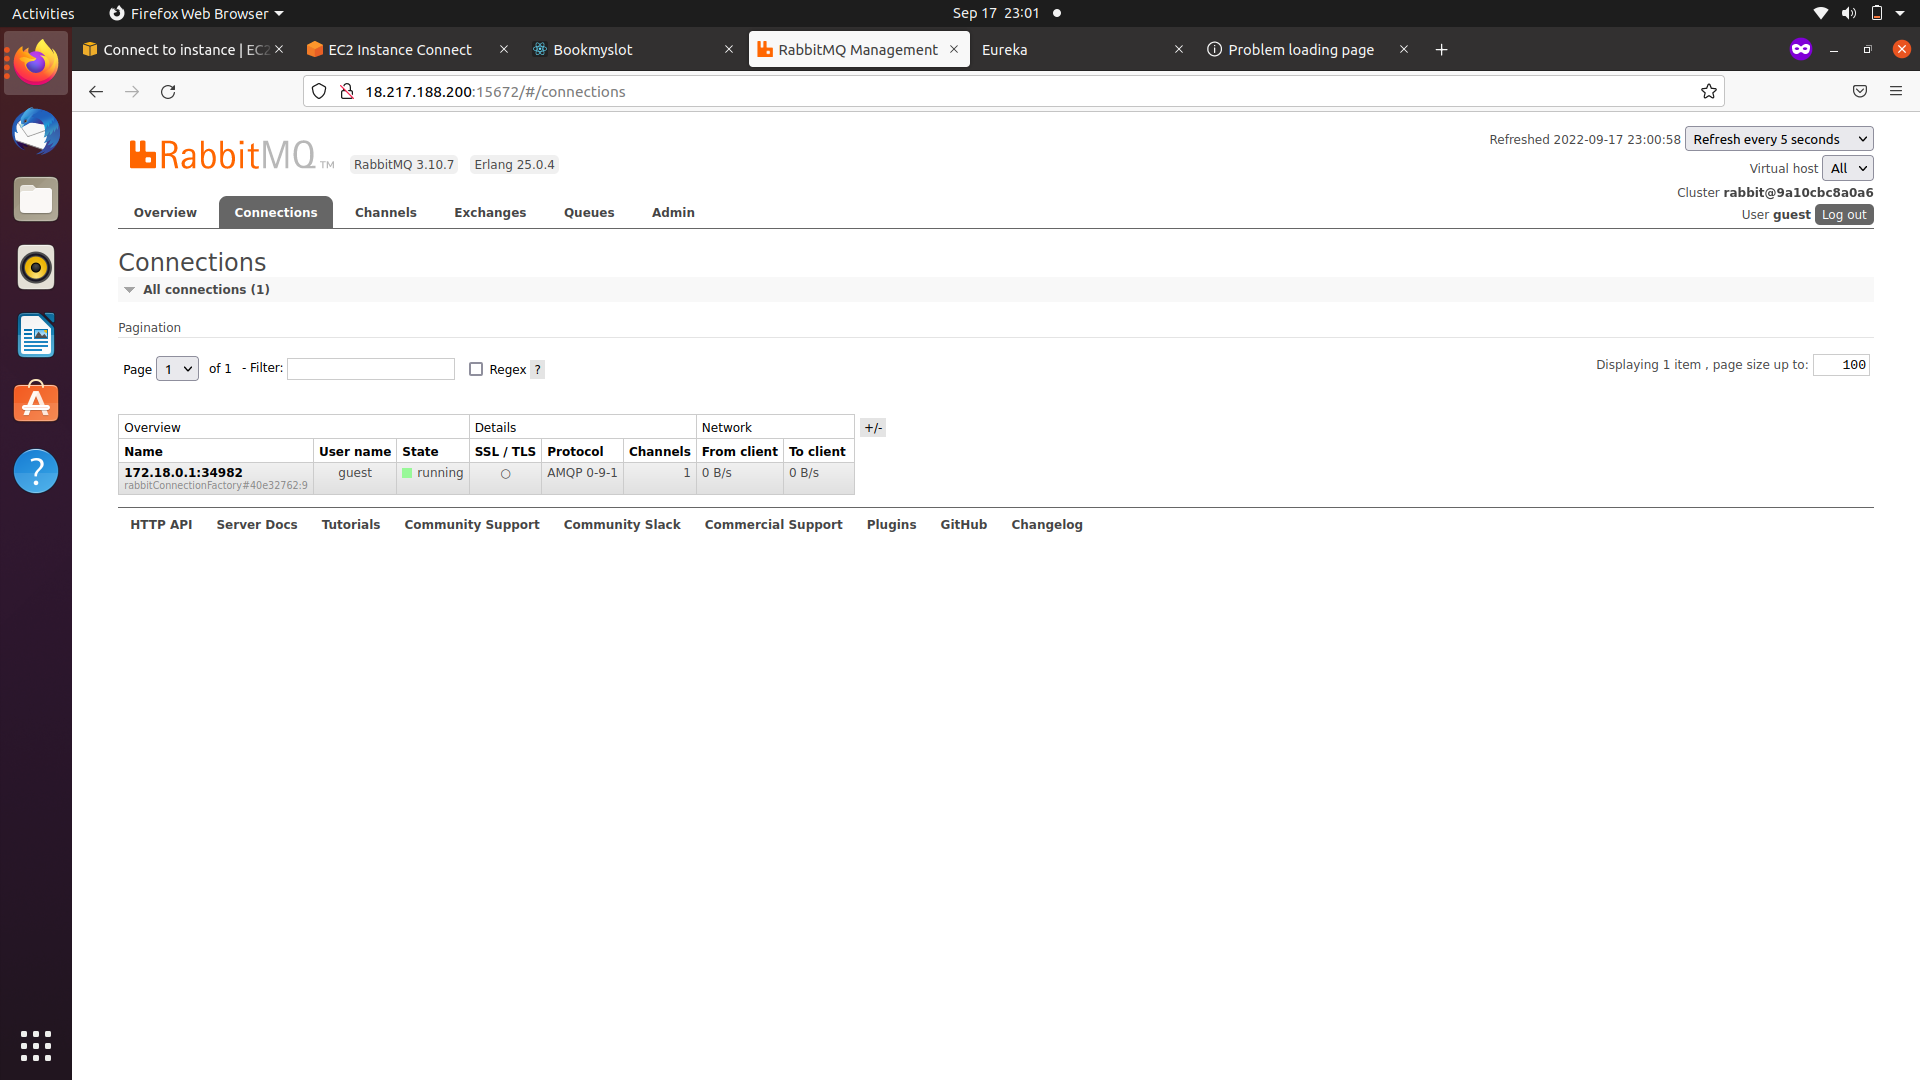 Activities
Firefox Web Browser
Sep 17 23:01
Connect to instance | EC2
EC2 Instance Connect
Bookmyslot
RabbitMQ Management
Eureka
Problem loading page
18.217.188.200:15672/#/connections
RabbitMQ TM
RabbitMQ 3.10.7
Erlang 25.0.4
Refreshed 2022-09-17 23:00:58
Refresh every 5 seconds
Virtual host All
Cluster rabbit@9a10cbc8a0a6
User guest Log out
Overview Connections Channels Exchanges Queues Admin
Connections
All connections (1)
Pagination
Page 1 of 1 - Filter: Regex ?
Displaying 1 item , page size up to: 100
Overview Details Network +/-
Name User name State SSL / TLS Protocol Channels From client To client
172.18.0.1:34982 guest running ○ AMQP 0-9-1 1 0 B/s 0 B/s
rabbitConnectionFactory#40e32762:9
HTTP API Server Docs Tutorials Community Support Community Slack Commercial Support Plugins GitHub Changelog